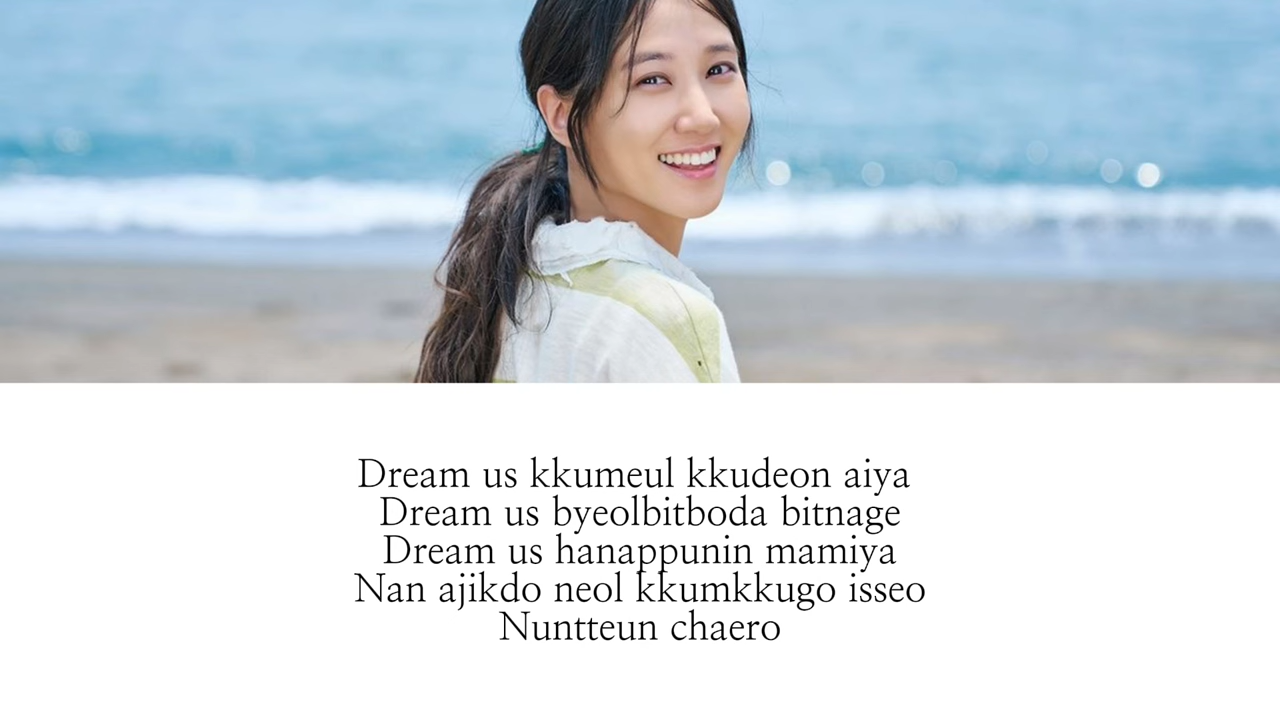 Dream us kkumeul kkudeon aiya
Dream us byeolbitboda bitnage
Dream us hanappunin mamiya
Nan ajikdo neol kkumkkugo isseo
Nuntteun chaero